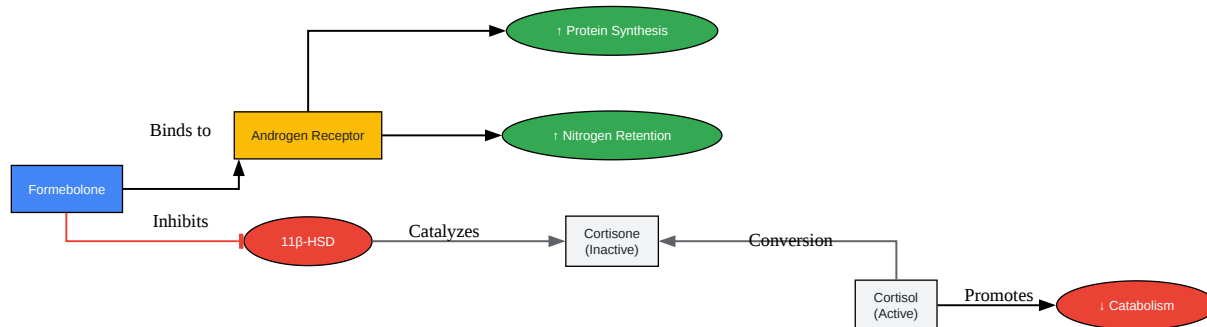 ↑ Protein Synthesis
Binds to
Androgen Receptor
↑ Nitrogen Retention
Formebolone
Inhibits
11β-HSD
Catalyzes
Cortisone
(Inactive)
Conversion
Cortisol
(Active)
Promotes
↓ Catabolism